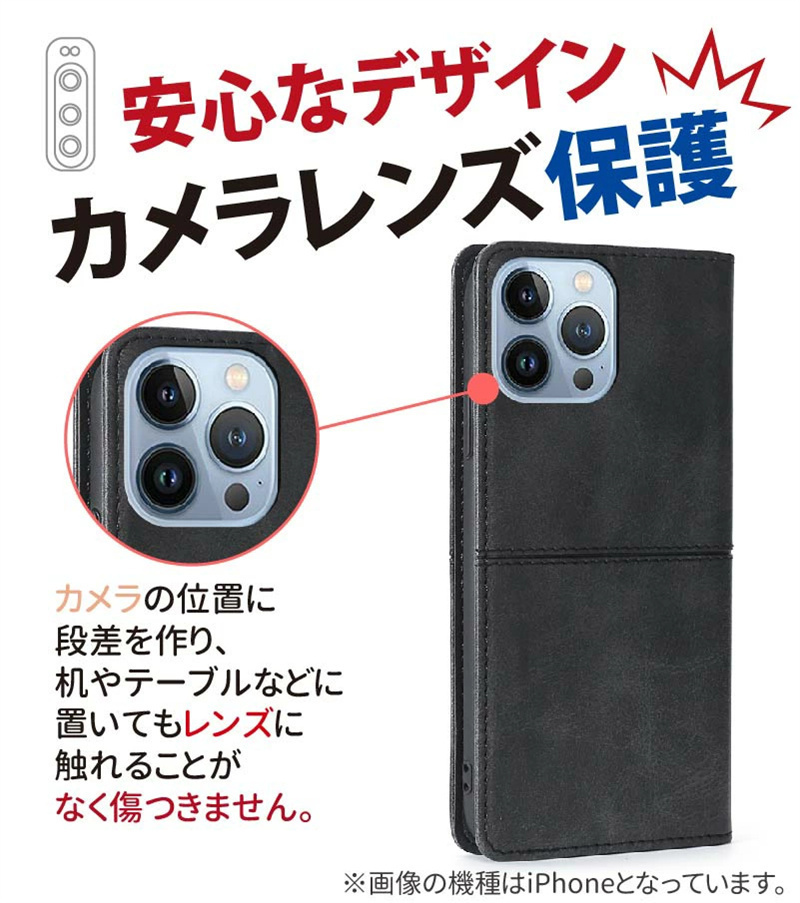 安心なデザイン
カメラレンズ保護
カメラの位置に
段差を作り、
机やテーブルなどに
置いてもレンズに
触れることが
なく傷つきません。
※画像の機種はiPhoneとなっています。